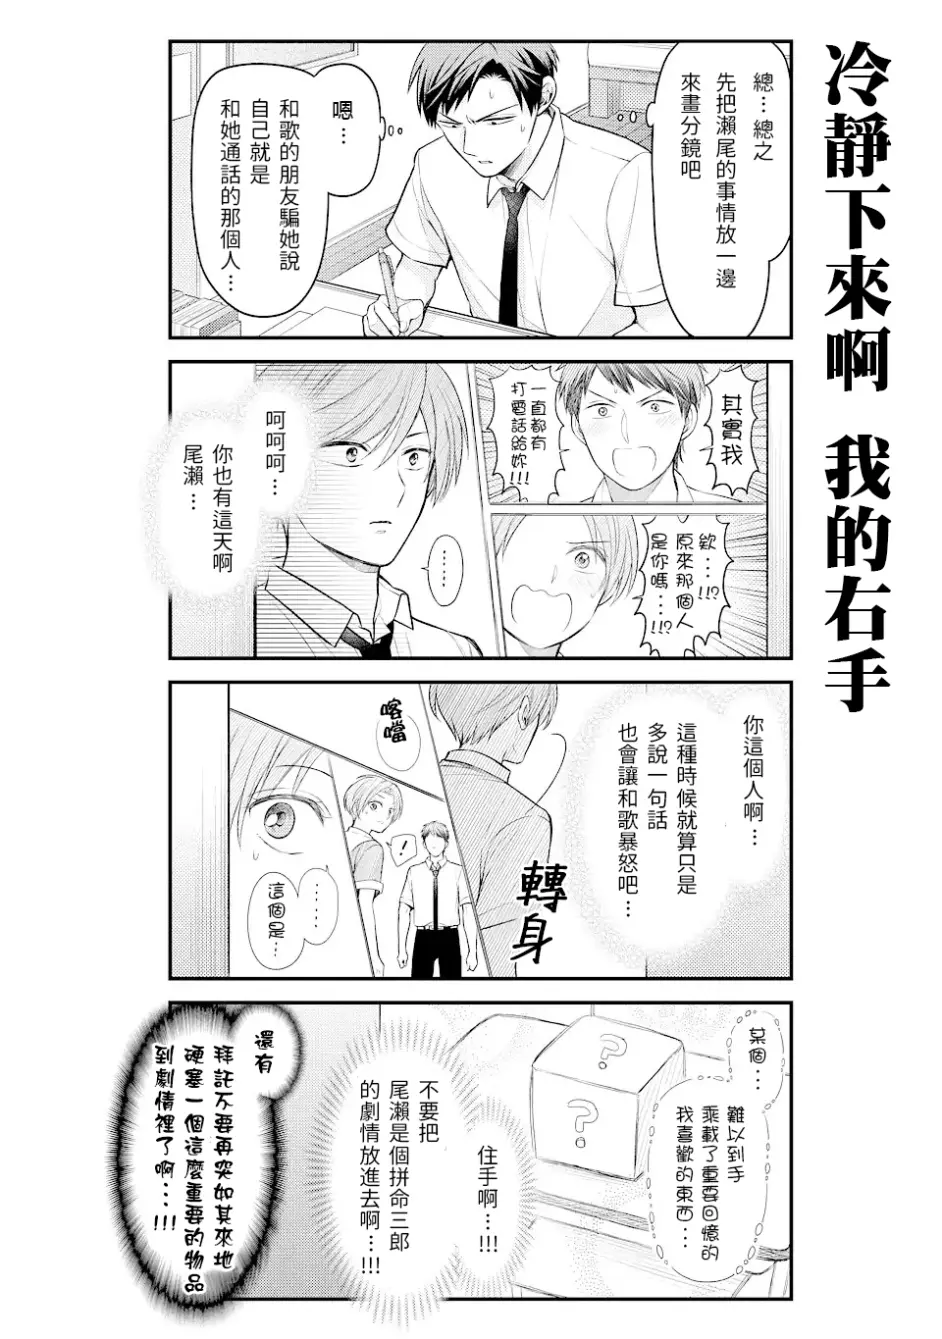 冷靜下來啊　我的右手
總…總之
先把瀨尾的事情放一邊
來畫分鏡吧
嗯…
和歌的朋友騙她說
自己就是
和她通話的那個人…
其實我
一直都有
打電話給妳!!!
欸…!!?
原來那個人
是你嗎…!!?
……
呵呵呵…
你也有這天啊
尾瀨…
你這個人啊…
這種時候就算只是
多說一句話
也會讓和歌暴怒吧…
轉身
喀噹
!
……
這個是…
某個…
難以到手
乘載了重要回憶的
我喜歡的東西…
?
?
住手啊…!!!
不要把
尾瀨是個拼命三郎
的劇情放進去啊…!!!
還有
拜託不要再突如其來地
硬塞一個這麼重要的物品
到劇情裡了啊…!!!